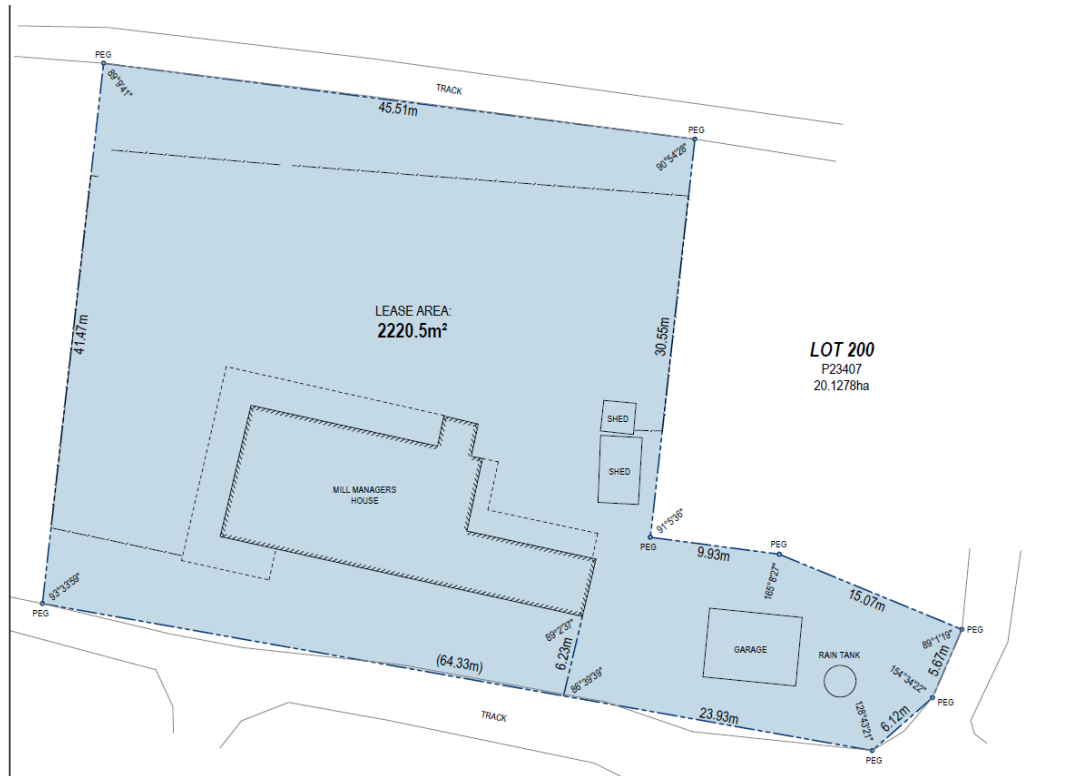 PEG
89°9'41"
TRACK
45.51m
PEG
90°54'28"
41.47m
LEASE AREA:
2220.5m²
30.55m
LOT 200
P23407
20.1278ha
SHED
SHED
MILL MANAGERS
HOUSE
91°5'36"
PEG
9.93m
PEG
165°8'27"
15.07m
93°33'59"
PEG
89°2'37"
6.23m
(64.33m)
86°39'39"
TRACK
GARAGE
RAIN TANK
89°1'19"
PEG
5.67m
154°34'22"
PEG
23.93m
128°43'21"
6.12m
PEG